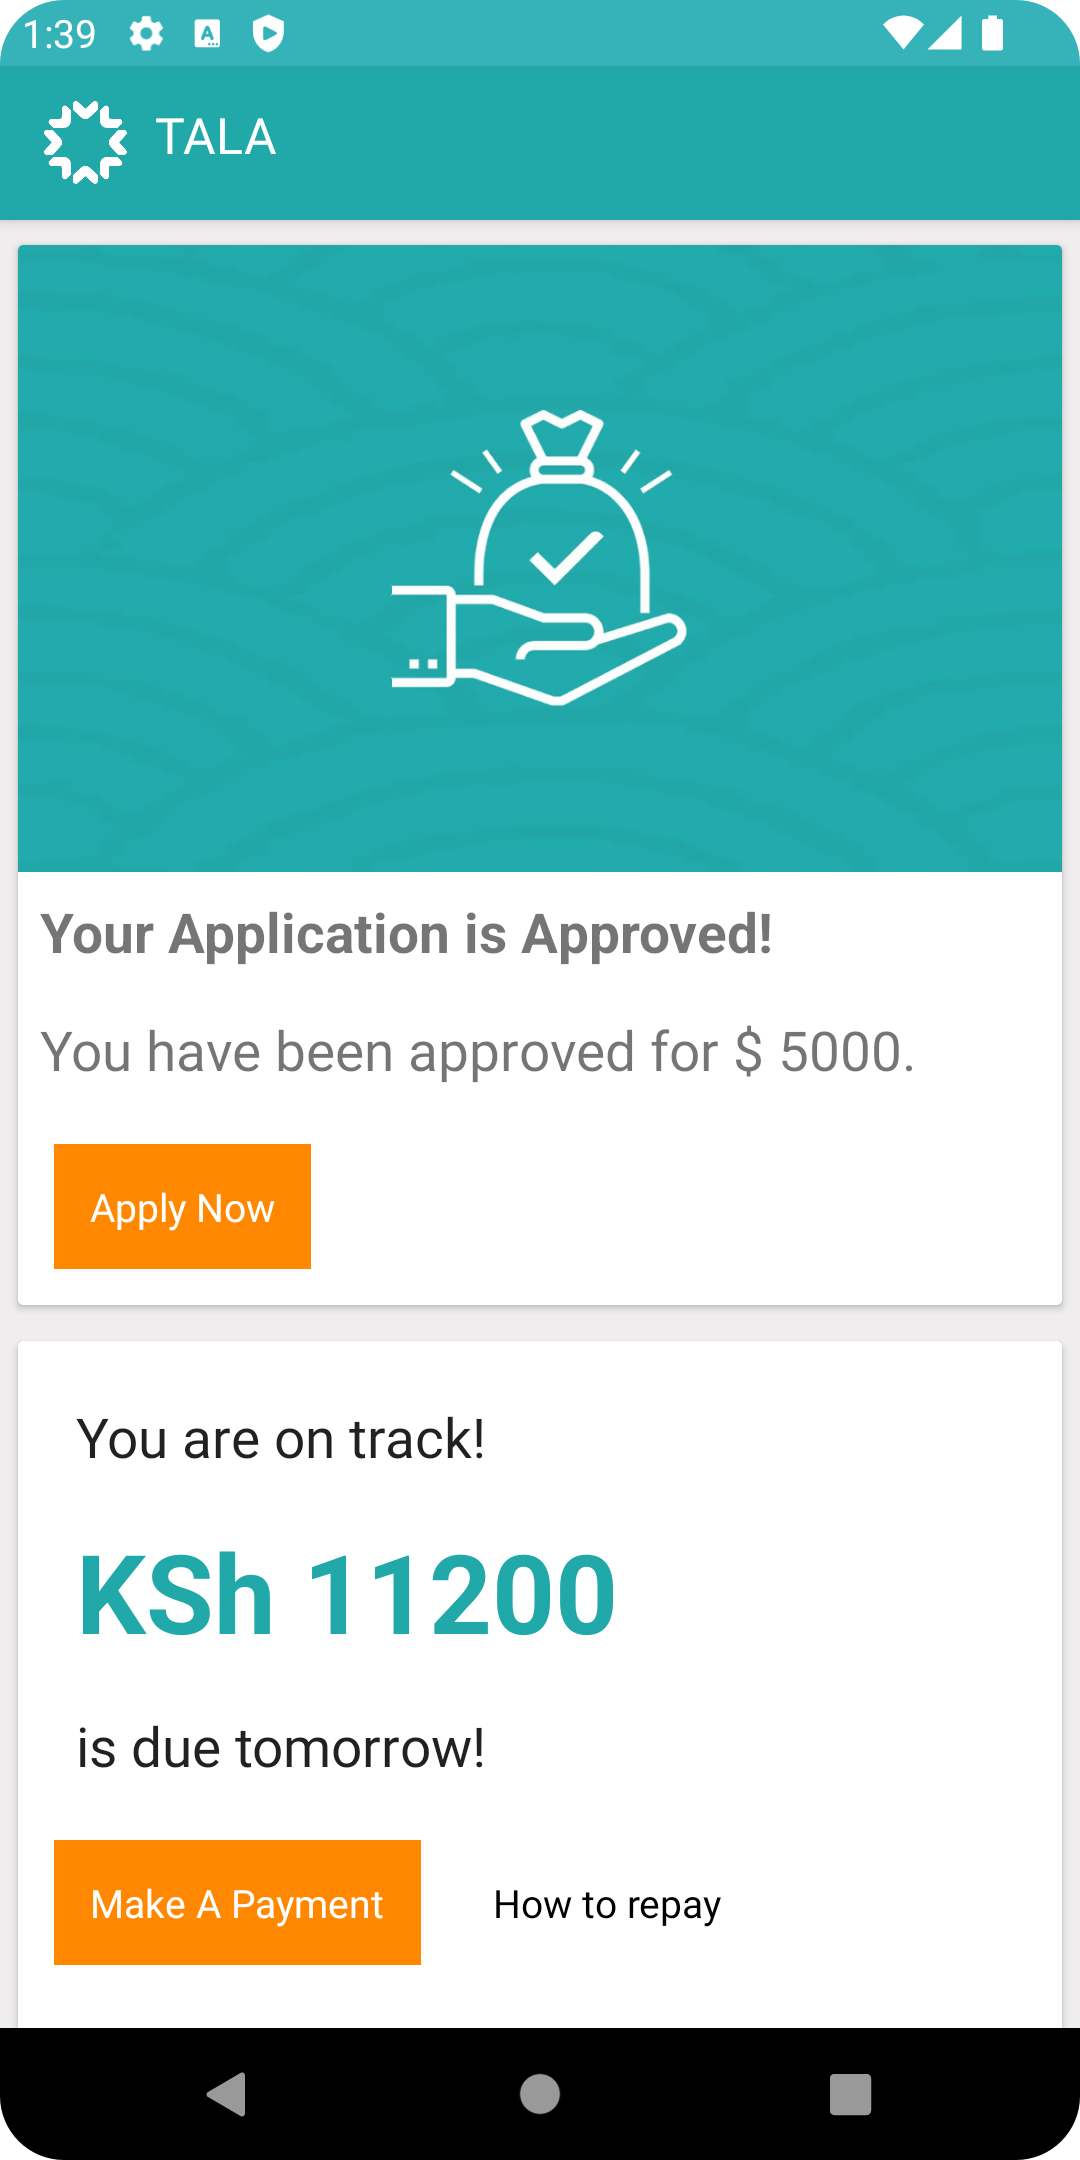 1:39
TALA
Your Application is Approved!
You have been approved for $ 5000.
Apply Now
You are on track!
KSh 11200
is due tomorrow!
Make A Payment
How to repay